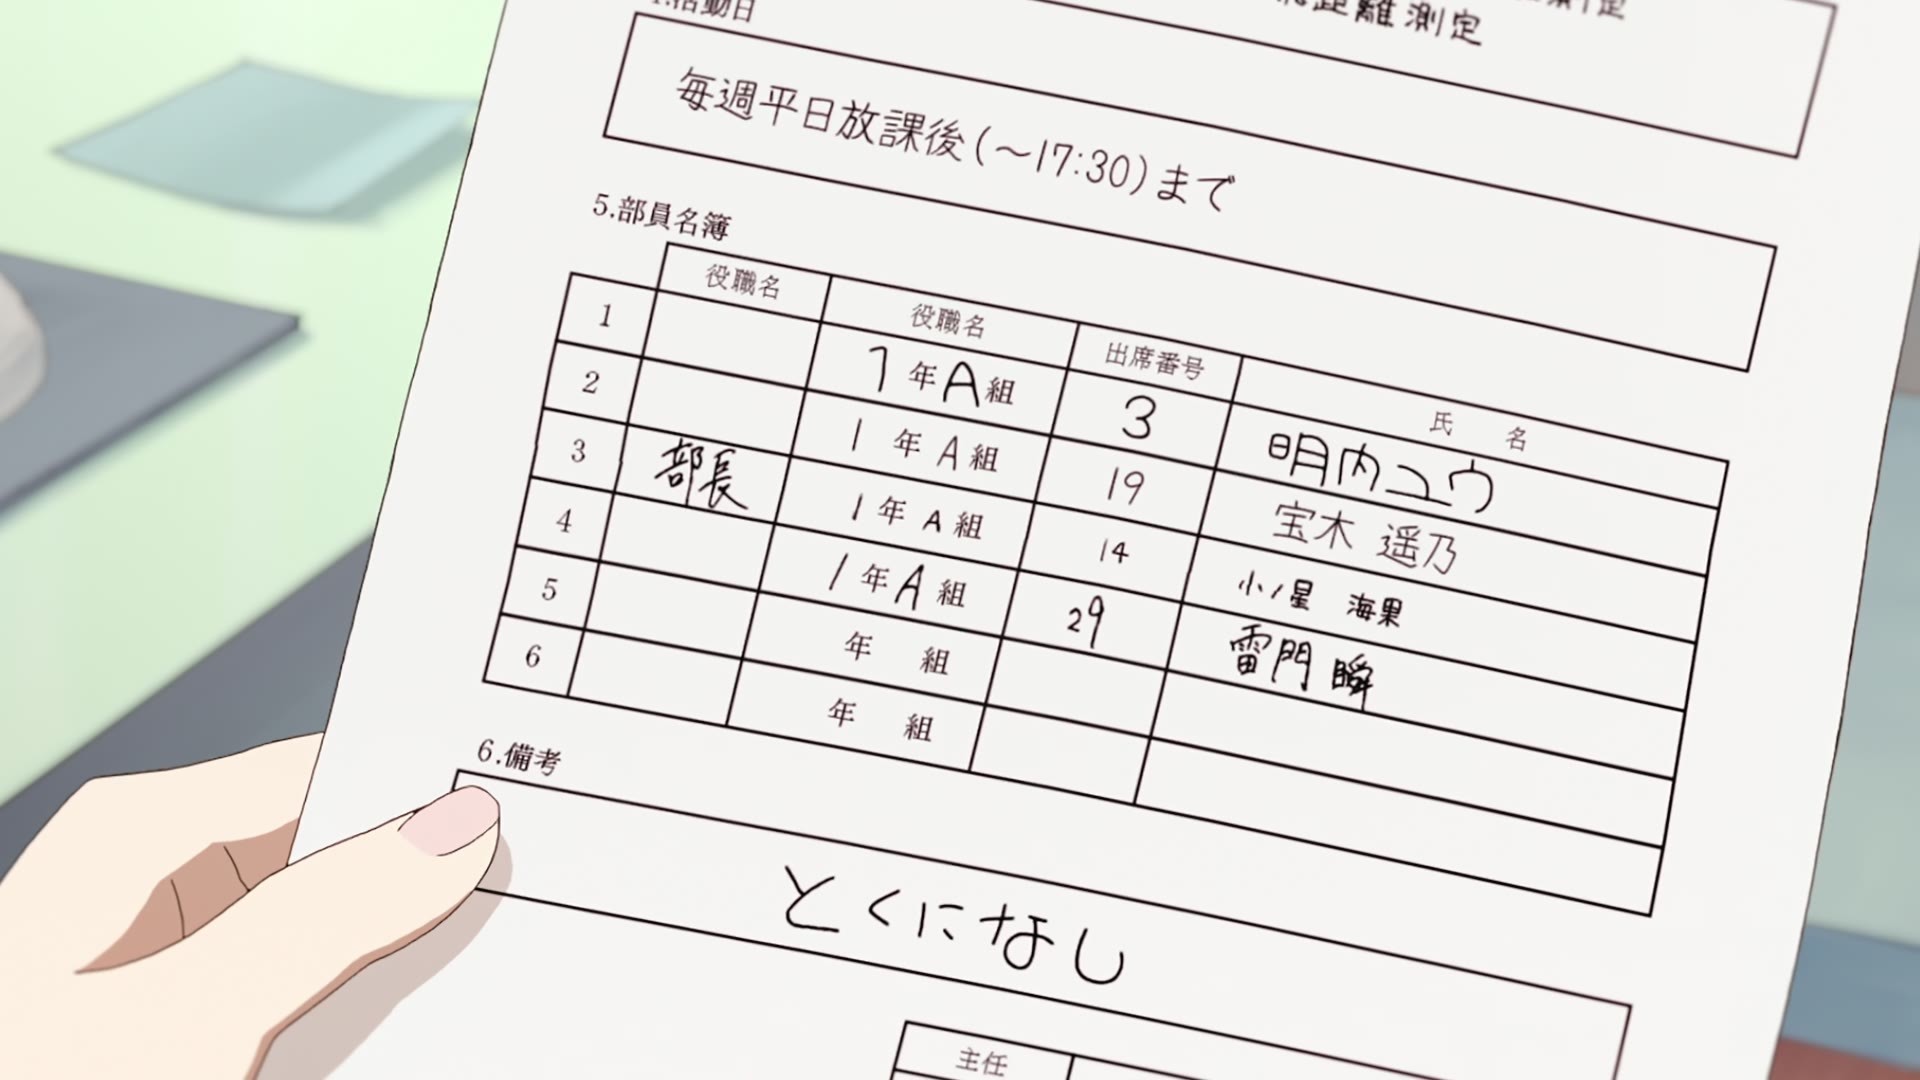 距離測定
測定
4.活動日
毎週平日放課後(～17:30)まで
5.部員名簿
役職名 役職名 出席番号 氏 名
1 1年A組 3 明内ユウ
2 1年A組 19 宝木 遥乃
3 部長 1年A組 14 小ノ星 海果
4 1年A組 29 雷門 瞬
5 年 組
6 年 組
6.備考
とくになし
主任